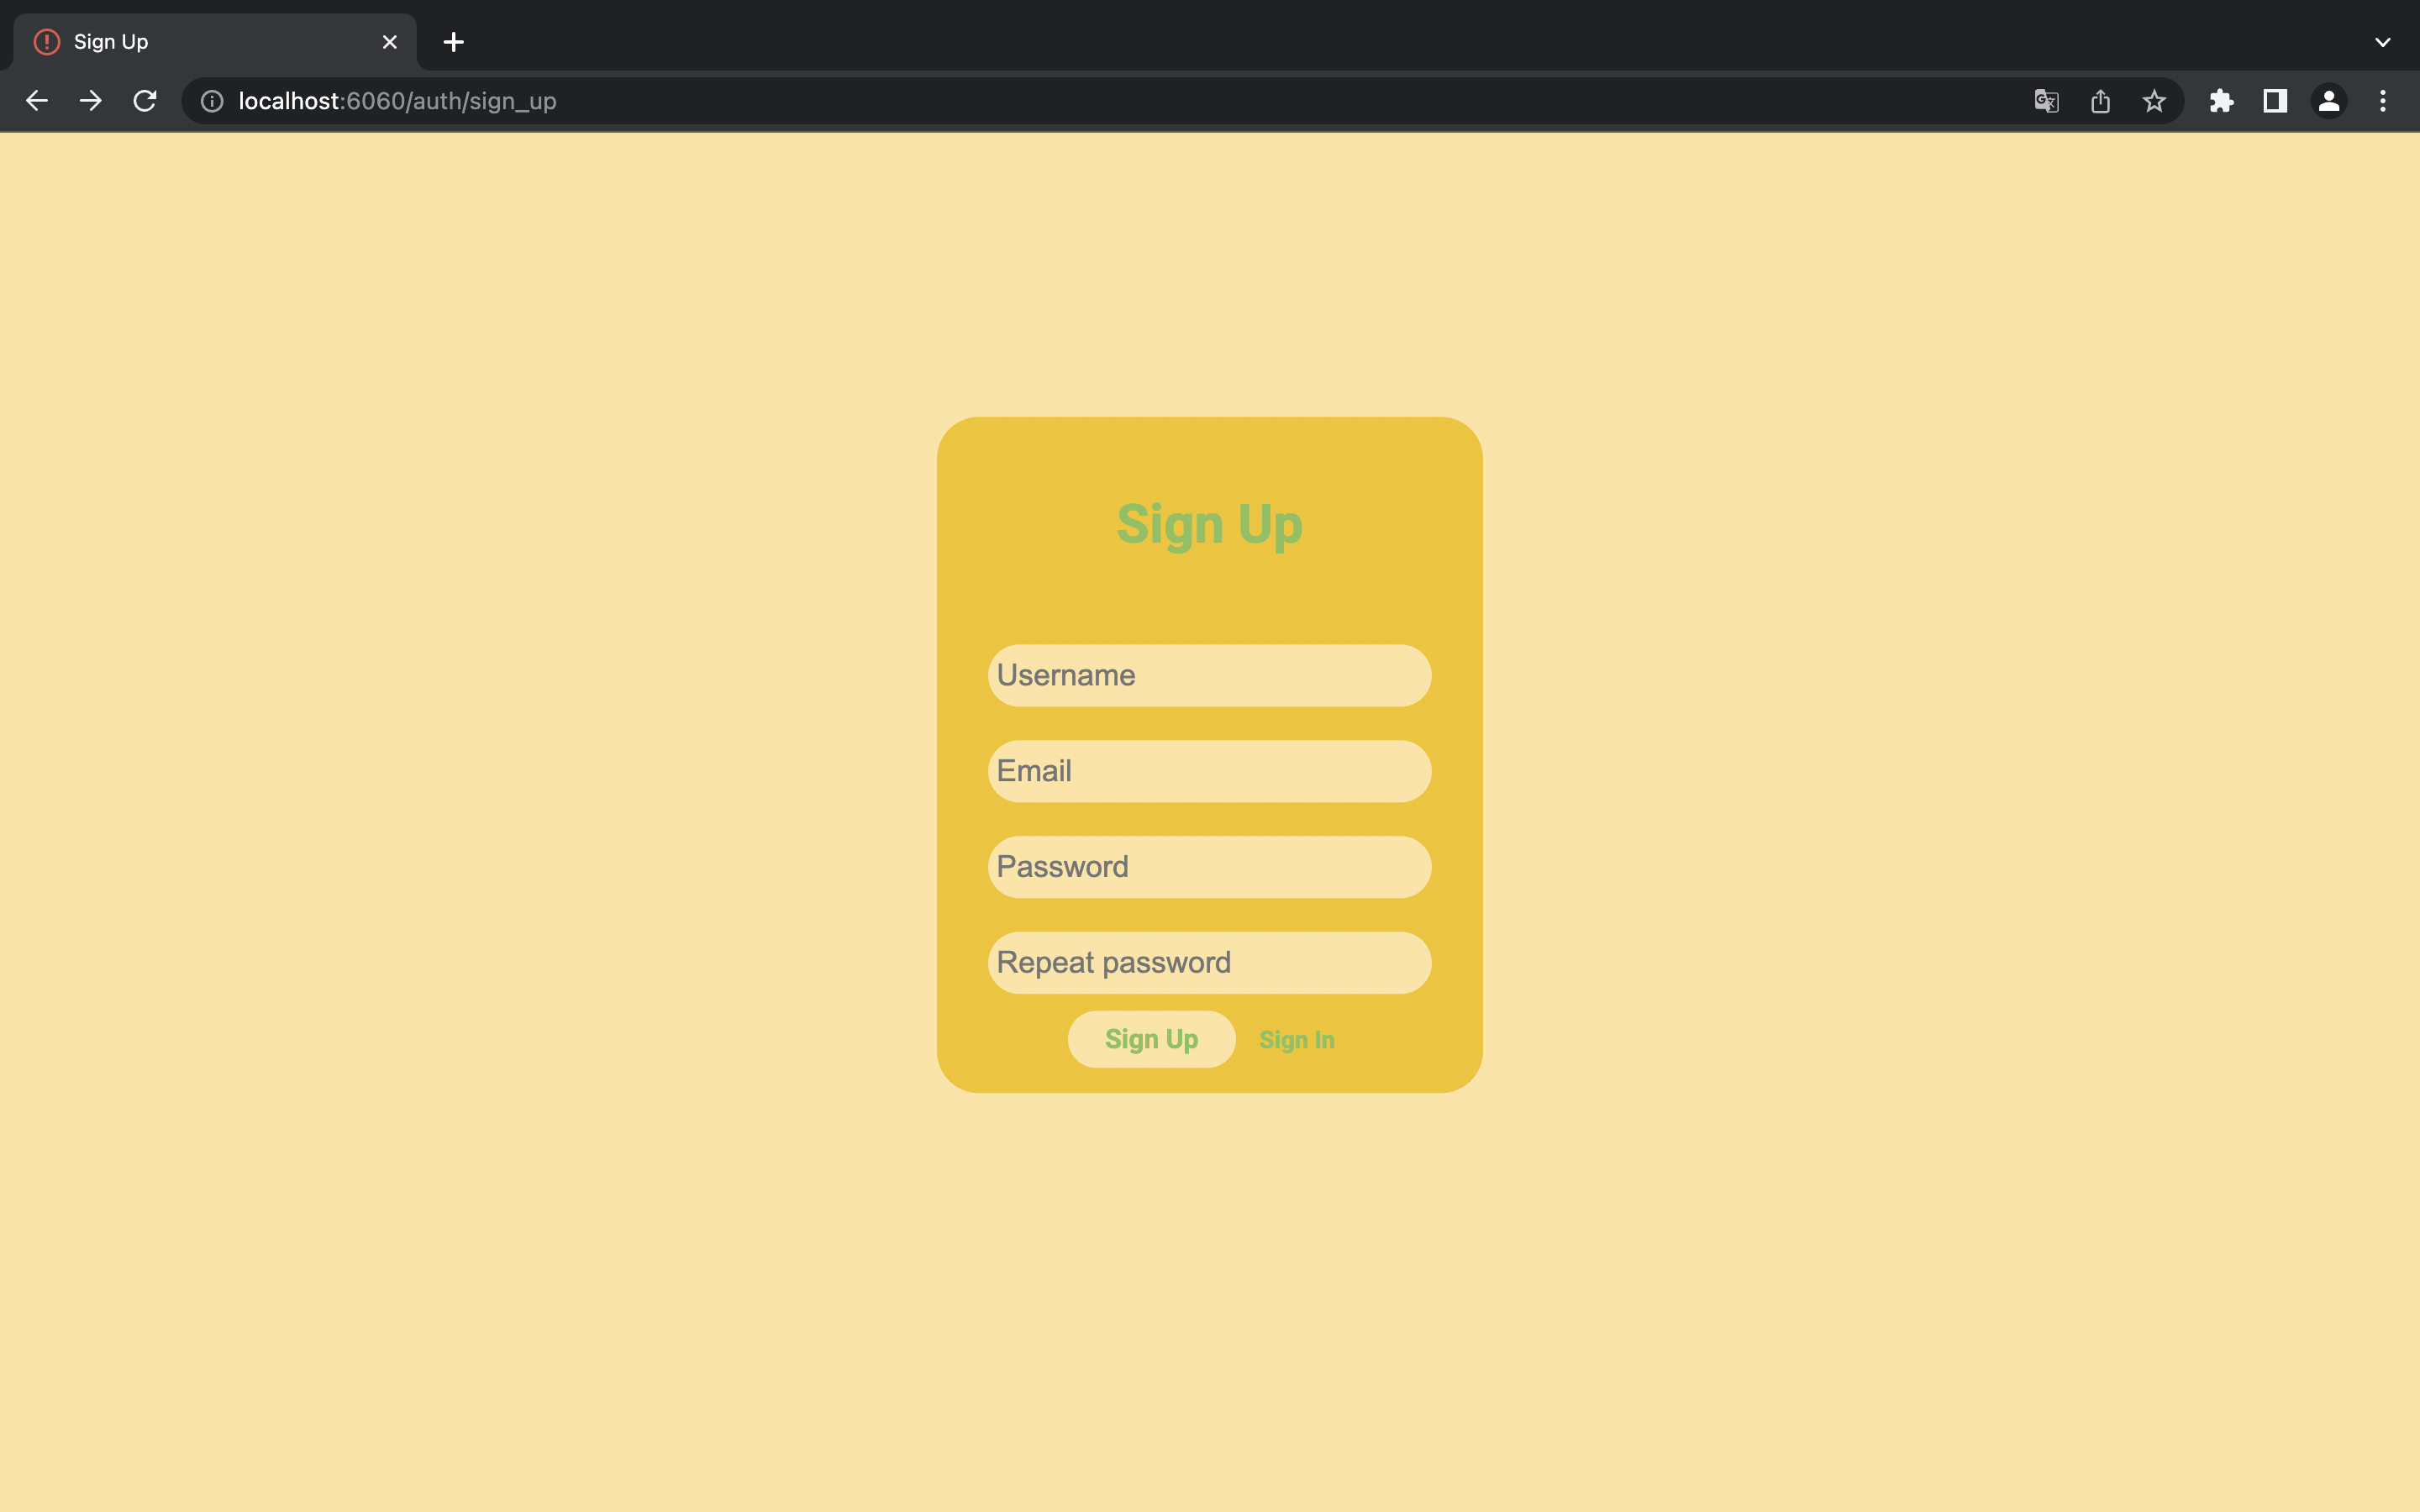 Sign Up
localhost:6060/auth/sign_up
Sign Up
Username
Email
Password
Repeat password
Sign Up Sign In